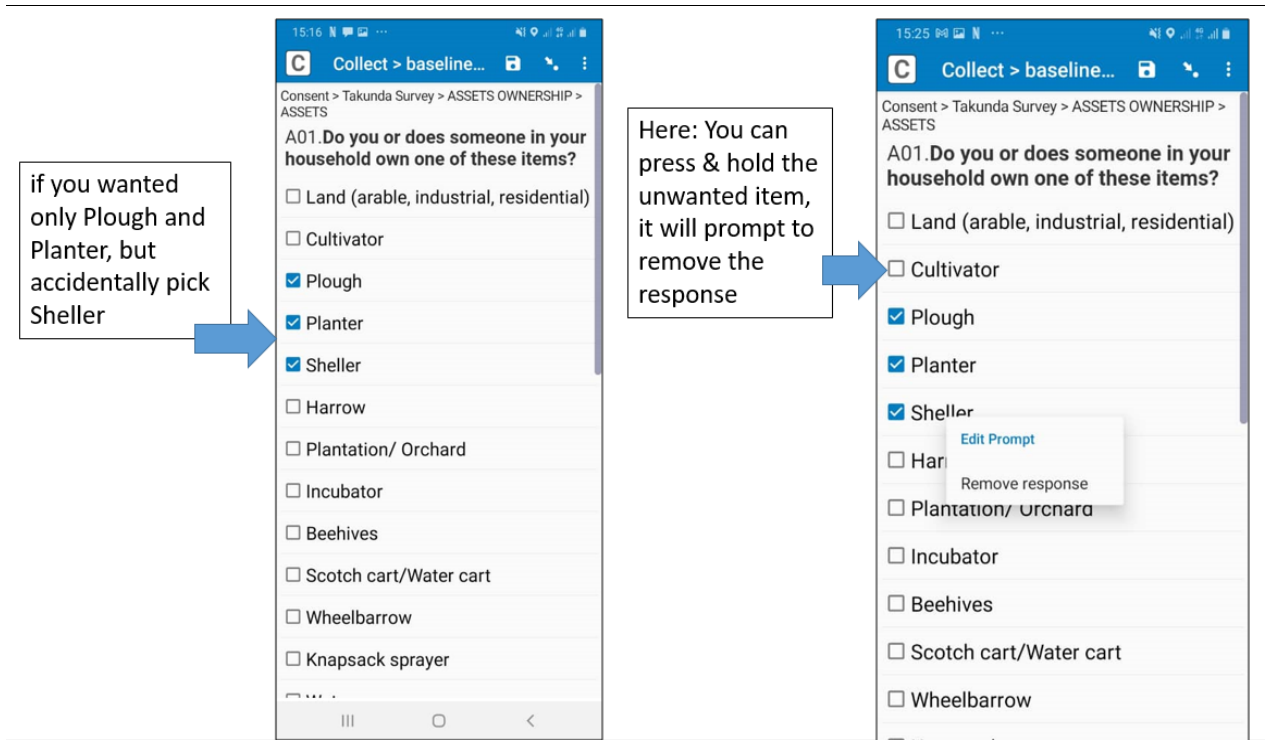 if you wanted
only Plough and
Planter, but
accidentally pick
Sheller
15:16 N ...
C Collect > baseline...
Consent > Takunda Survey > ASSETS OWNERSHIP >
ASSETS
A01.Do you or does someone in your
household own one of these items?
Land (arable, industrial, residential)
Cultivator
Plough
Planter
Sheller
Harrow
Plantation/ Orchard
Incubator
Beehives
Scotch cart/Water cart
Wheelbarrow
Knapsack sprayer
Here: You can
press & hold the
unwanted item,
it will prompt to
remove the
response
15:25 N ...
C Collect > baseline...
Consent > Takunda Survey > ASSETS OWNERSHIP >
ASSETS
A01.Do you or does someone in your
household own one of these items?
Land (arable, industrial, residential)
Cultivator
Plough
Planter
Sheller
Edit Prompt
Har
Remove response
Plantation/ Orchard
Incubator
Beehives
Scotch cart/Water cart
Wheelbarrow